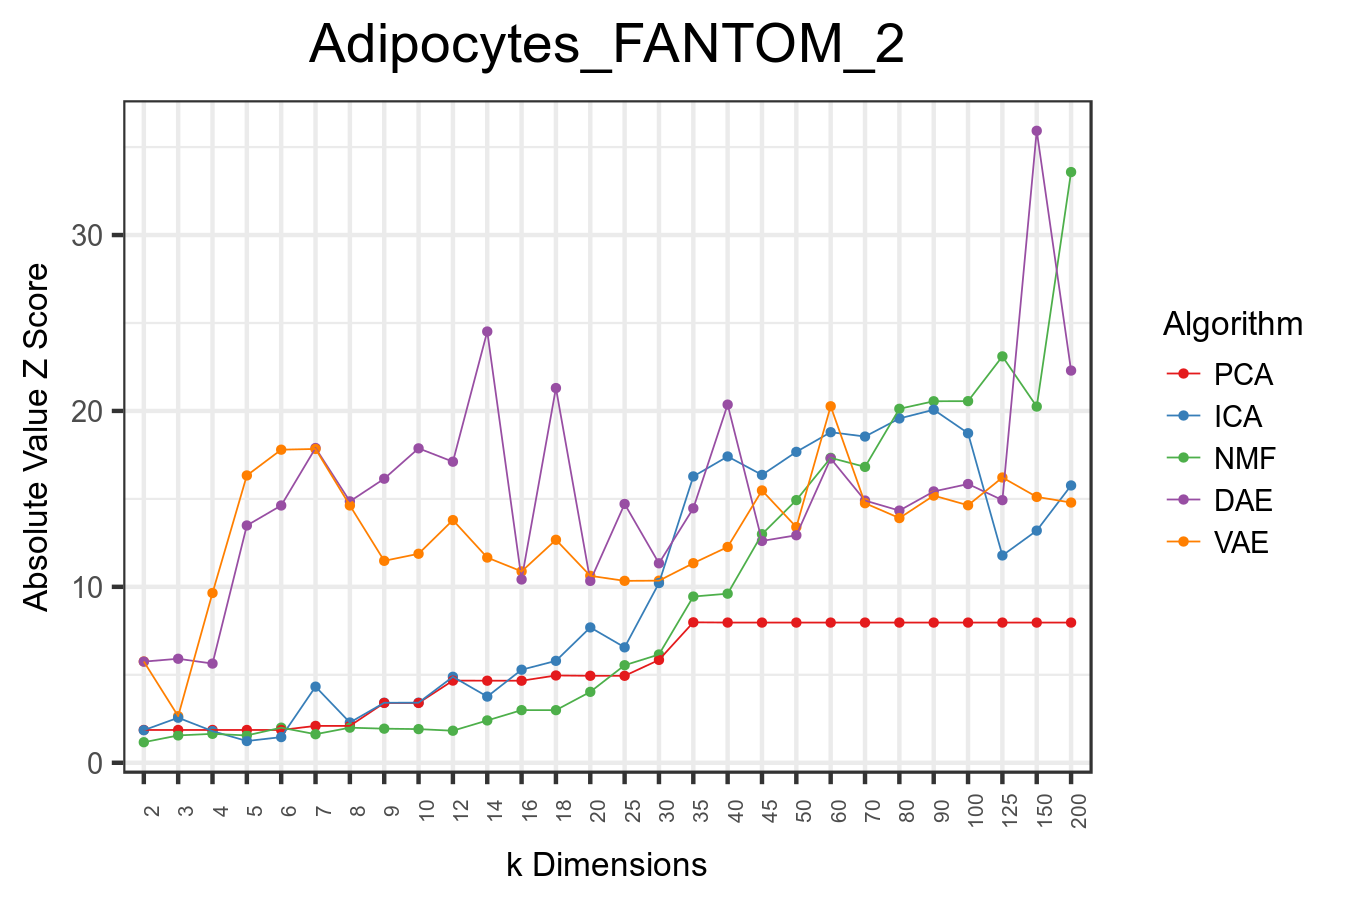 Adipocytes_FANTOM_2
Absolute Value Z Score
30
20
10
0
2 3 4 5 6 7 8 9 10 12 14 16 18 20 25 30 35 40 45 50 60 70 80 90 100 125 150 200
k Dimensions
Algorithm
PCA
ICA
NMF
DAE
VAE